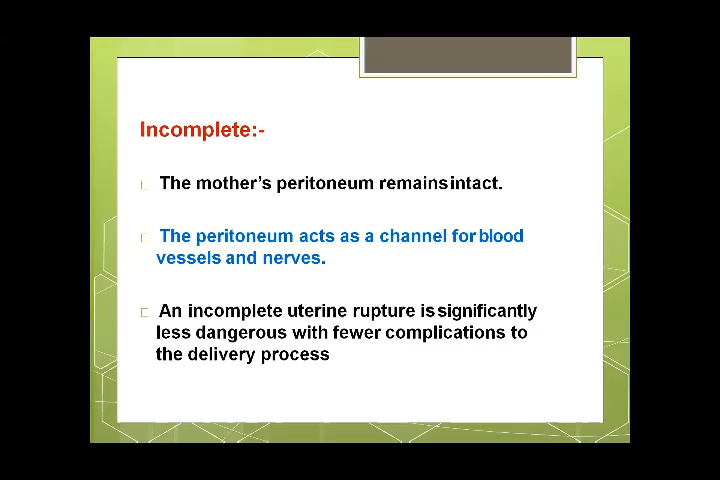 Incomplete:-
The mother's peritoneum remains intact.
The peritoneum acts as a channel for blood
vessels and nerves.
An incomplete uterine rupture is significantly
less dangerous with fewer complications to
the delivery process